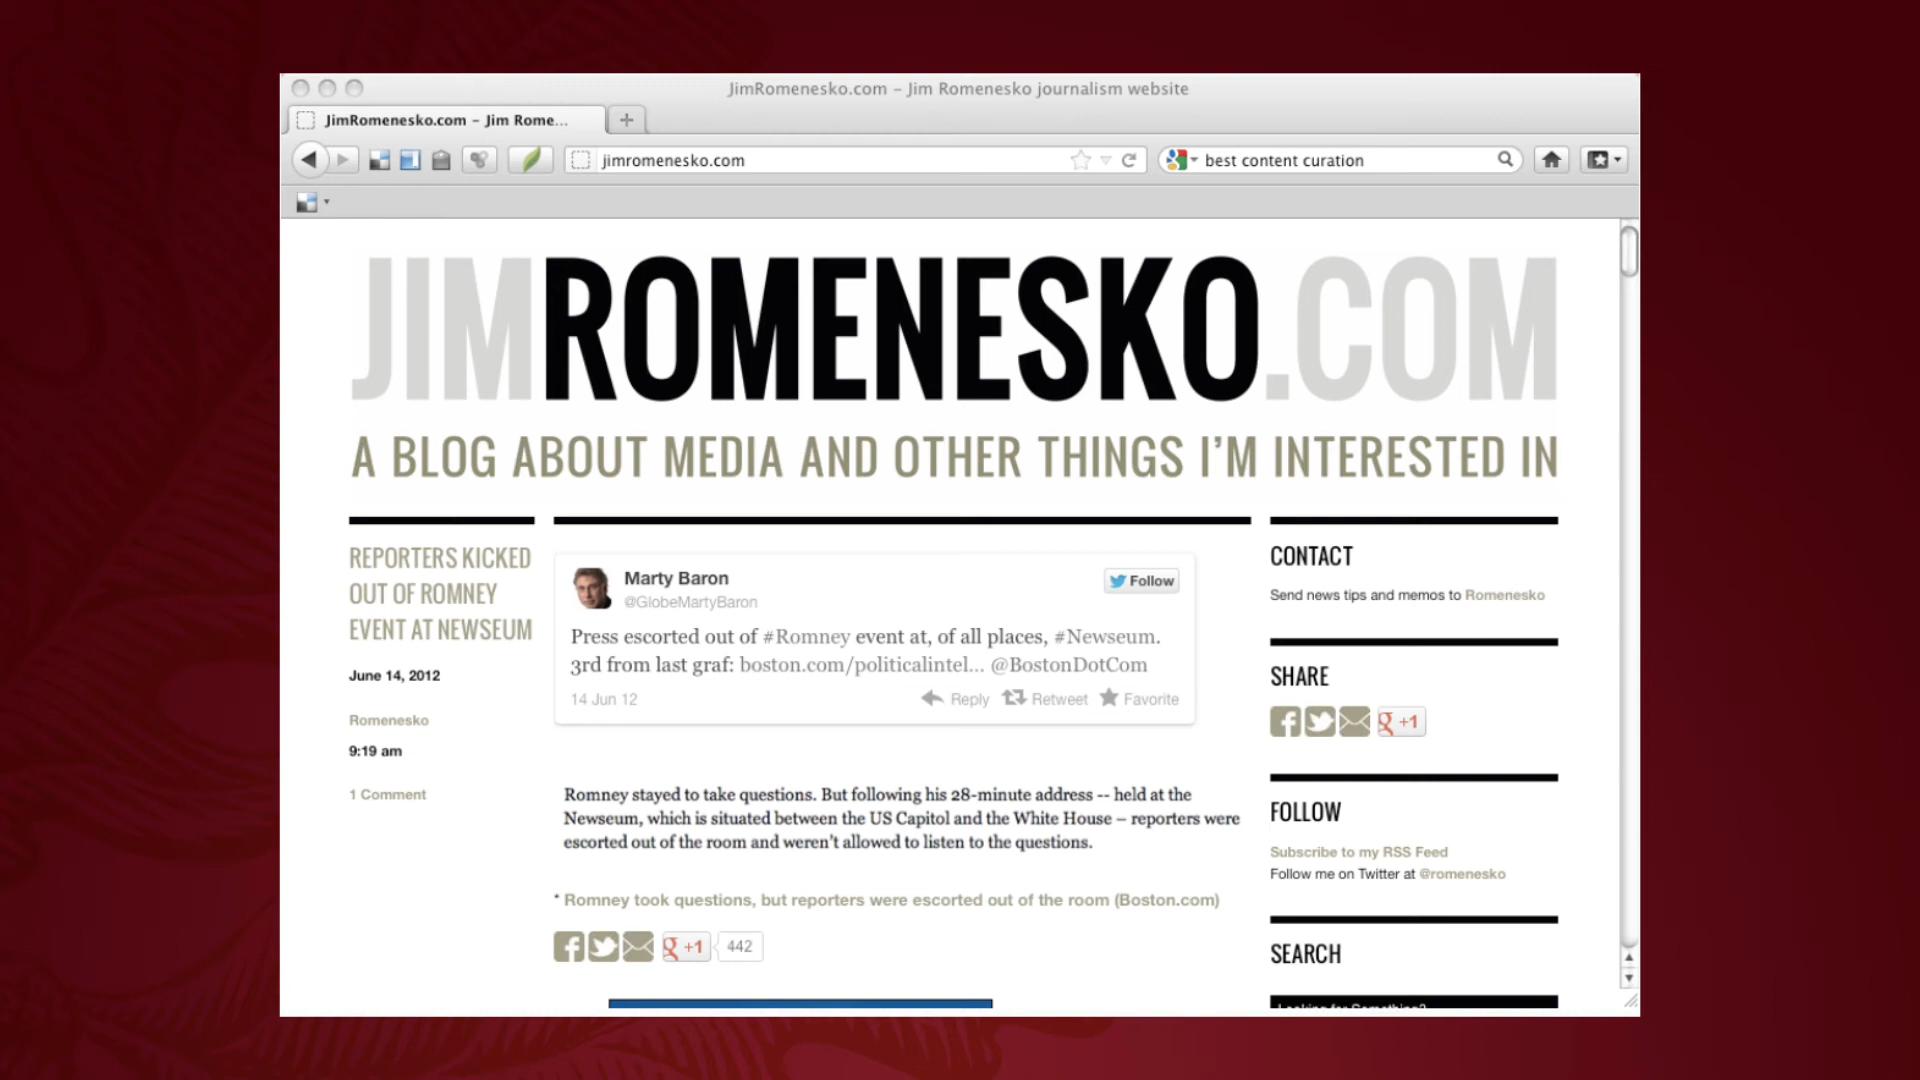 JimRomenesko.com – Jim Romenesko journalism website
JimRomenesko.com – Jim Rome...
jimromenesko.com
best content curation
JIMROMENESKO.COM
A BLOG ABOUT MEDIA AND OTHER THINGS I'M INTERESTED IN
REPORTERS KICKED
OUT OF ROMNEY
EVENT AT NEWSEUM
June 14, 2012
Romenesko
9:19 am
1 Comment
Marty Baron
@GlobeMartyBaron
Follow
Press escorted out of #Romney event at, of all places, #Newseum.
3rd from last graf: boston.com/politicalintel... @BostonDotCom
14 Jun 12
Reply Retweet Favorite
Romney stayed to take questions. But following his 28-minute address -- held at the
Newseum, which is situated between the US Capitol and the White House – reporters were
escorted out of the room and weren't allowed to listen to the questions.
* Romney took questions, but reporters were escorted out of the room (Boston.com)
g +1 442
CONTACT
Send news tips and memos to Romenesko
SHARE
g +1
FOLLOW
Subscribe to my RSS Feed
Follow me on Twitter at @romenesko
SEARCH
Looking for Something?